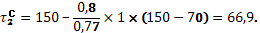 τ₂ᶜ = 150 − 0,8/0,77 × 1 × (150 − 70) = 66,9.